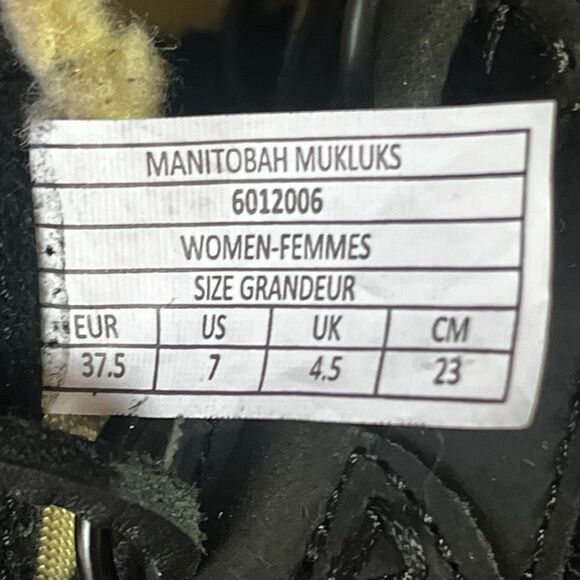 MANITOBAH MUKLUKS
6012006
WOMEN-FEMMES
SIZE GRANDEUR
EUR US UK CM
37.5 7 4.5 23